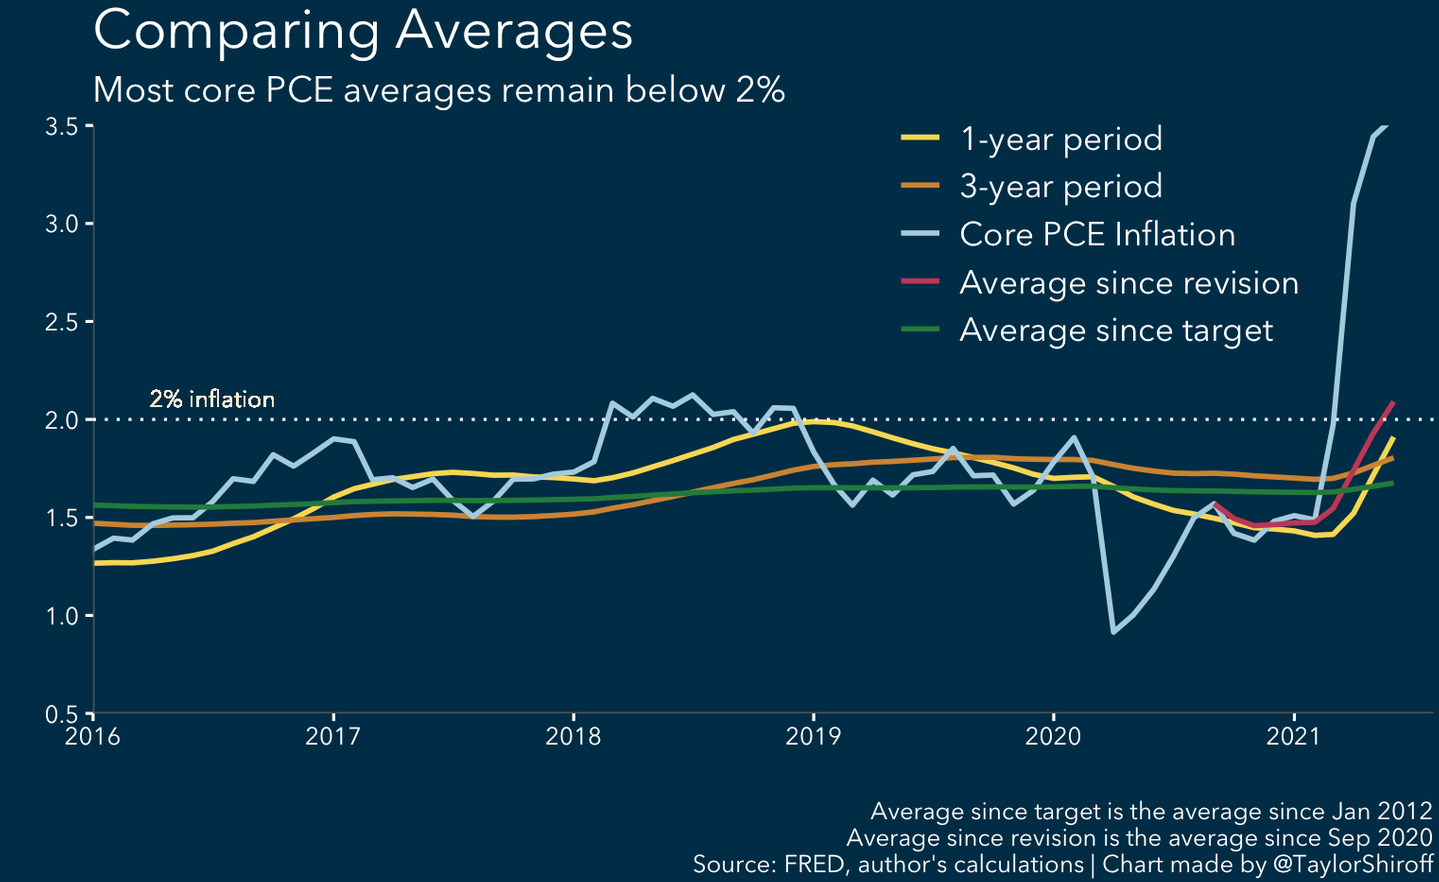 Comparing Averages
Most core PCE averages remain below 2%
3.5
3.0
2.5
2.0
1.5
1.0
0.5
1-year period
3-year period
Core PCE Inflation
Average since revision
Average since target
2% inflation
2016 2017 2018 2019 2020 2021
Average since target is the average since Jan 2012
Average since revision is the average since Sep 2020
Source: FRED, author's calculations | Chart made by @TaylorShiroff